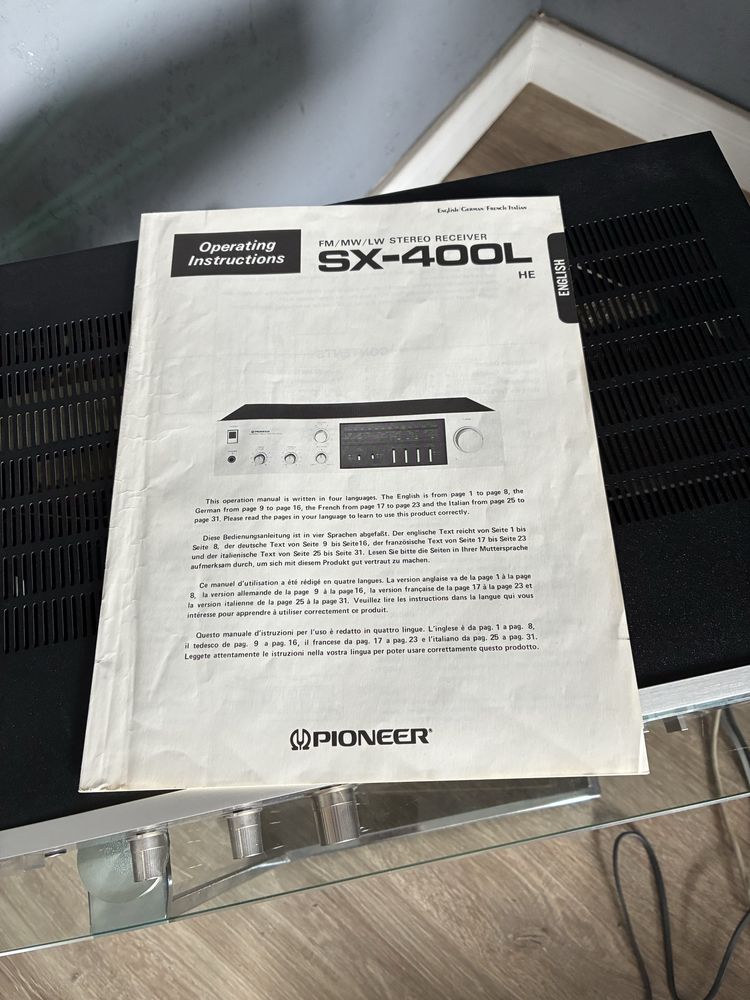 English/German/French/Italian
Operating
Instructions
FM/MW/LW STEREO RECEIVER
SX-400L
HE
ENGLISH
CONTENTS
PIONEER
This operation manual is written in four languages. The English is from page 1 to page 8, the
German from page 9 to page 16, the French from page 17 to page 23 and the Italian from page 25 to
page 31. Please read the pages in your language to learn to use this product correctly.
Diese Bedienungsanleitung ist in vier Sprachen abgefaßt. Der englische Text reicht von Seite 1 bis
Seite 8, der deutsche Text von Seite 9 bis Seite16, der französische Text von Seite 17 bis Seite 23
und der italienische Text von Seite 25 bis Seite 31. Lesen Sie bitte die Seiten in Ihrer Muttersprache
aufmerksam durch, um sich mit diesem Produkt gut vertraut zu machen.
Ce manuel d'utilisation a été rédigé en quatre langues. La version anglaise va de la page 1 à la page
8, la version allemande de la page 9 à la page16, la version française de la page 17 à la page 23 et
la version italienne de la page 25 à la page 31. Veuillez lire les instructions dans la langue qui vous
intéresse pour apprendre à utiliser correctement ce produit.
Questo manuale d'istruzioni per l'uso è redatto in quattro lingue. L'inglese è da pag. 1 a pag. 8,
il tedesco da pag. 9 a pag. 16, il francese da pag. 17 a pag. 23 e l'italiano da pag. 25 a pag. 31.
Leggete attentamente le istruzioni nella vostra lingua per poter usare correttamente questo prodotto.
PIONEER®